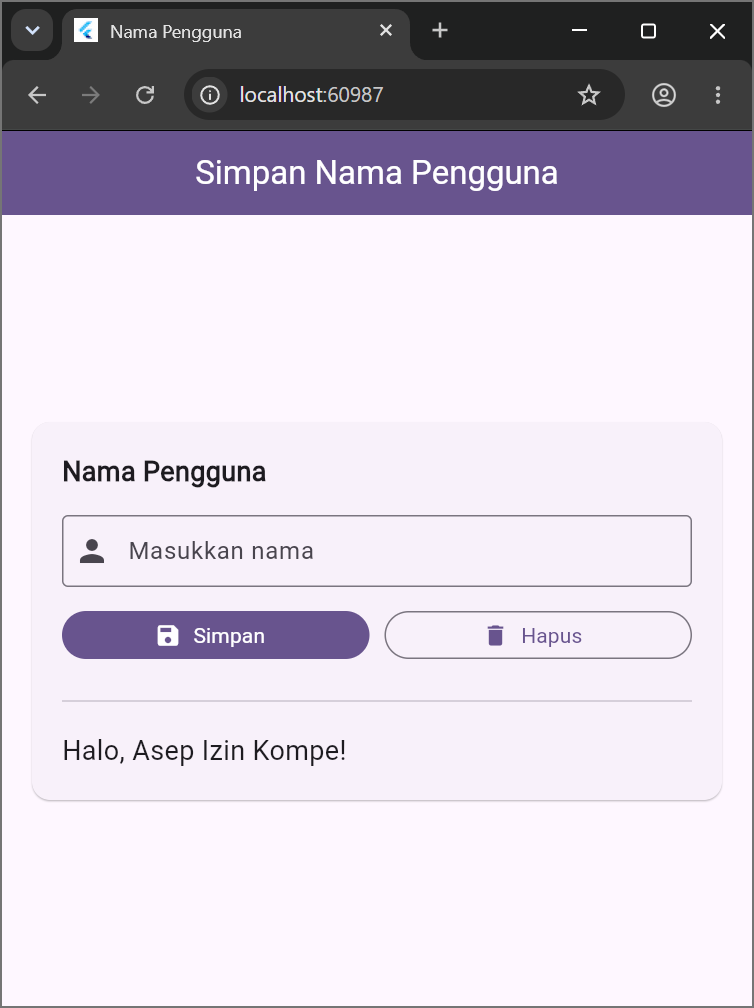 Nama Pengguna
localhost:60987
Simpan Nama Pengguna
Nama Pengguna
Masukkan nama
Simpan
Hapus
Halo, Asep Izin Kompe!